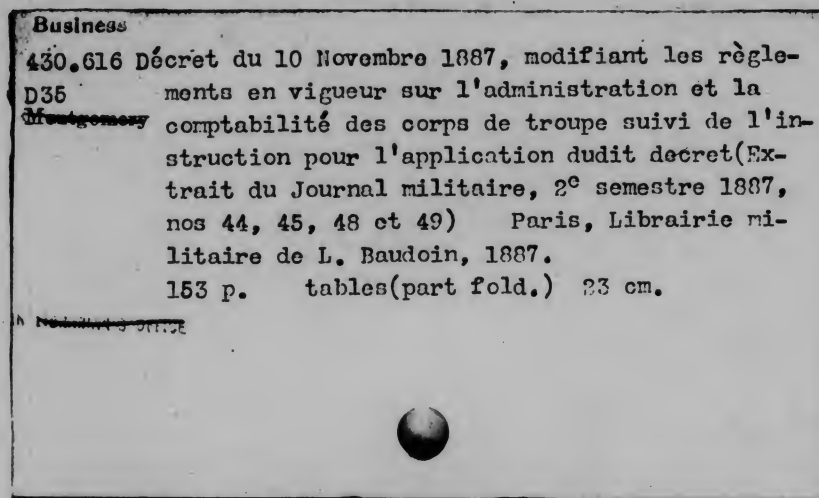 Business
430.616 Décret du 10 Novembre 1887, modifiant les règle-
D35 ments en vigueur sur l'administration et la
Montgomery comptabilité des corps de troupe suivi de l'in-
struction pour l'application dudit decret(Ex-
trait du Journal militaire, 2e semestre 1887,
nos 44, 45, 48 et 49) Paris, Librairie mi-
litaire de L. Baudoin, 1887.
153 p. tables(part fold.) 23 cm.
OFFICE